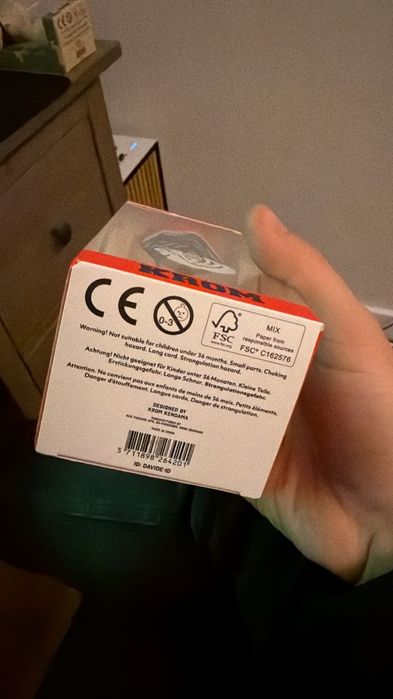 KROM
CE
0-3
FSC
www.fsc.org
MIX
Paper from
responsible sources
FSC® C162576
Warning! Not suitable for children under 36 months. Small parts. Choking
hazard. Long cord. Strangulation hazard.
Achtung! Nicht geeignet für Kinder unter 36 Monaten. Kleine Teile.
Erstickungsgefahr. Lange Schnur. Strangulationsgefahr.
Attention. Ne convient pas aux enfants de moins de 36 mois. Petits éléments.
Danger d'étouffement. Longue corde. Danger de strangulation.
DESIGNED BY
KROM KENDAMA
MANUFACTURED BY
MADE IN CHINA
5 711898 264201
ID: DAVIDE-ID
CE